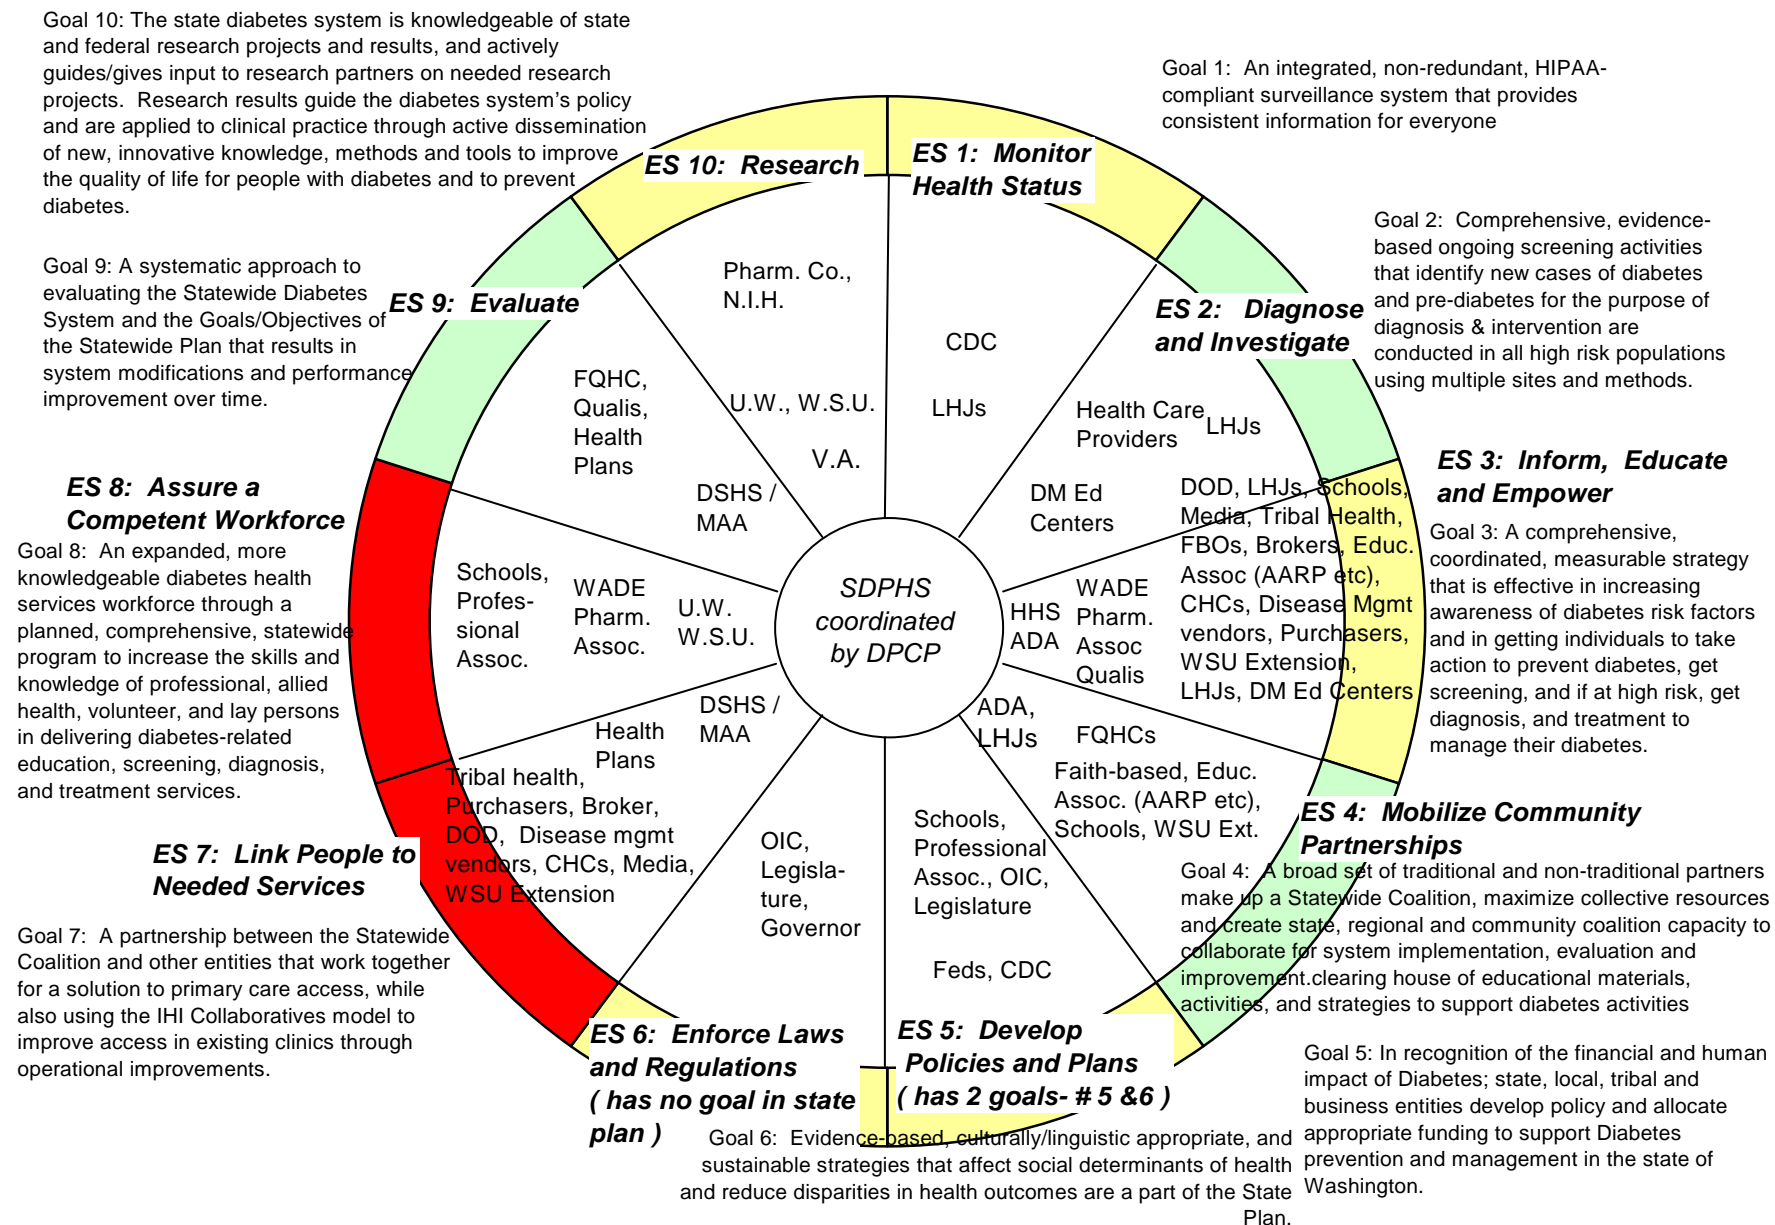 Goal 10: The state diabetes system is knowledgeable of state
and federal research projects and results, and actively
guides/gives input to research partners on needed research
projects. Research results guide the diabetes system's policy
and are applied to clinical practice through active dissemination
of new, innovative knowledge, methods and tools to improve
the quality of life for people with diabetes and to prevent
diabetes.
Goal 1: An integrated, non-redundant, HIPAA-
compliant surveillance system that provides
consistent information for everyone
ES 10: Research
ES 1: Monitor
Health Status
Goal 2: Comprehensive, evidence-
based ongoing screening activities
that identify new cases of diabetes
and pre-diabetes for the purpose of
diagnosis & intervention are
conducted in all high risk populations
using multiple sites and methods.
Goal 9: A systematic approach to
evaluating the Statewide Diabetes
System and the Goals/Objectives of
the Statewide Plan that results in
system modifications and performance
improvement over time.
ES 9: Evaluate
Pharm. Co.,
N.I.H.
U.W., W.S.U.
V.A.
CDC
LHJs
ES 2: Diagnose
and Investigate
FQHC,
Qualis,
Health
Plans
DSHS /
MAA
Health Care
Providers
LHJs
DM Ed
Centers
ES 3: Inform, Educate
and Empower
Goal 3: A comprehensive,
coordinated, measurable strategy
that is effective in increasing
awareness of diabetes risk factors
and in getting individuals to take
action to prevent diabetes, get
screening, and if at high risk, get
diagnosis, and treatment to
manage their diabetes.
DOD, LHJs, Schools,
Media, Tribal Health,
FBOs, Brokers, Educ.
Assoc (AARP etc),
CHCs, Disease Mgmt
vendors, Purchasers,
WSU Extension,
LHJs, DM Ed Centers
ES 8: Assure a
Competent Workforce
Goal 8: An expanded, more
knowledgeable diabetes health
services workforce through a
planned, comprehensive, statewide
program to increase the skills and
knowledge of professional, allied
health, volunteer, and lay persons
in delivering diabetes-related
education, screening, diagnosis,
and treatment services.
Schools,
Profes-
sional
Assoc.
WADE
Pharm.
Assoc.
U.W.
W.S.U.
SDPHS
coordinated
by DPCP
HHS
ADA
WADE
Pharm.
Assoc
Qualis
DSHS /
MAA
Health
Plans
Tribal health,
Purchasers, Broker,
DOD, Disease mgmt
vendors, CHCs, Media,
WSU Extension
ADA,
LHJs
FQHCs
Faith-based, Educ.
Assoc. (AARP etc),
Schools, WSU Ext.
ES 4: Mobilize Community
Partnerships
Goal 4: A broad set of traditional and non-traditional partners
make up a Statewide Coalition, maximize collective resources
and create state, regional and community coalition capacity to
collaborate for system implementation, evaluation and
improvement.clearing house of educational materials,
activities, and strategies to support diabetes activities
ES 7: Link People to
Needed Services
Goal 7: A partnership between the Statewide
Coalition and other entities that work together
for a solution to primary care access, while
also using the IHI Collaboratives model to
improve access in existing clinics through
operational improvements.
OIC,
Legisla-
ture,
Governor
Schools,
Professional
Assoc., OIC,
Legislature
Feds, CDC
ES 6: Enforce Laws
and Regulations
( has no goal in state
plan )
ES 5: Develop
Policies and Plans
( has 2 goals- # 5 &6 )
Goal 5: In recognition of the financial and human
impact of Diabetes; state, local, tribal and
business entities develop policy and allocate
appropriate funding to support Diabetes
prevention and management in the state of
Washington.
Goal 6: Evidence-based, culturally/linguistic appropriate, and
sustainable strategies that affect social determinants of health
and reduce disparities in health outcomes are a part of the State
Plan.